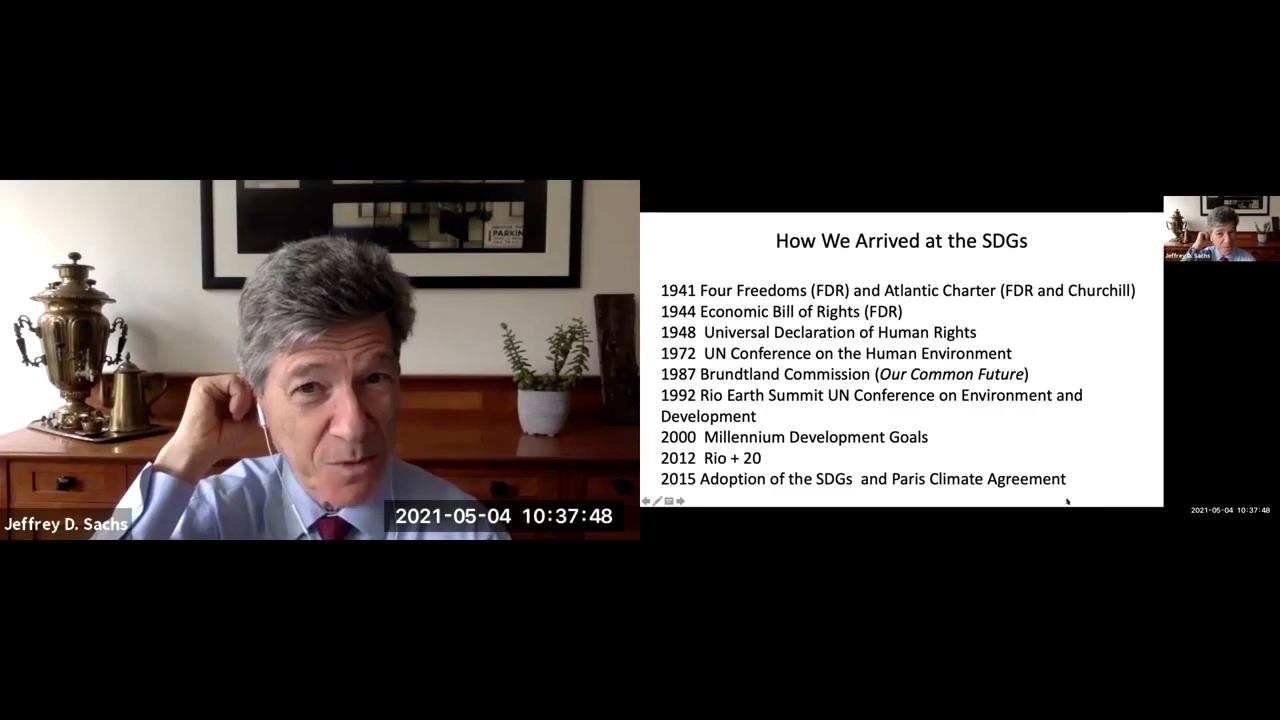 PARKIN
Jeffrey D. Sachs
2021-05-04 10:37:48
How We Arrived at the SDGs
1941 Four Freedoms (FDR) and Atlantic Charter (FDR and Churchill)
1944 Economic Bill of Rights (FDR)
1948 Universal Declaration of Human Rights
1972 UN Conference on the Human Environment
1987 Brundtland Commission (Our Common Future)
1992 Rio Earth Summit UN Conference on Environment and
Development
2000 Millennium Development Goals
2012 Rio + 20
2015 Adoption of the SDGs and Paris Climate Agreement
Jeffrey D. Sachs
2021-05-04 10:37:48